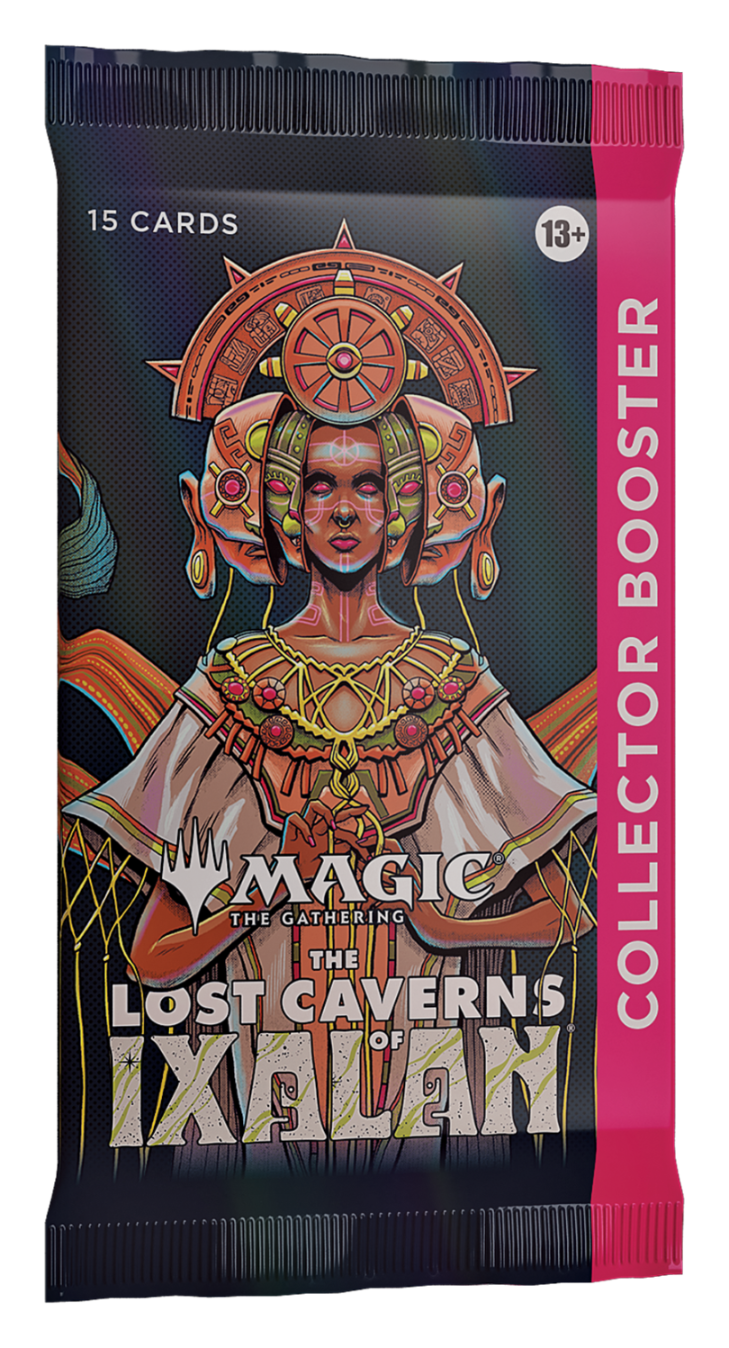 15 CARDS
13+
MAGIC®
THE GATHERING
THE
LOST CAVERNS
OF
IXALAN®
COLLECTOR BOOSTER